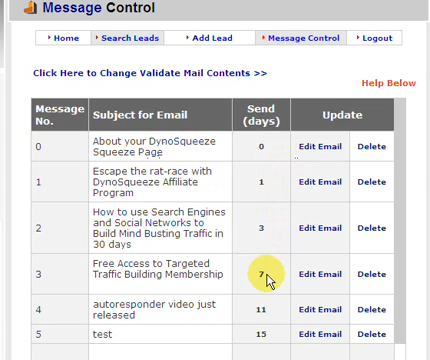 Message Control
Home Search Leads Add Lead Message Control Logout
Click Here to Change Validate Mail Contents >>
Help Below
Message No. Subject for Email Send (days) Update
0 About your DynoSqueeze Squeeze Page 0 Edit Email Delete
1 Escape the rat-race with DynoSqueeze Affiliate Program 1 Edit Email Delete
2 How to use Search Engines and Social Networks to Build Mind Busting Traffic in 30 days 3 Edit Email Delete
3 Free Access to Targeted Traffic Building Membership 7 Edit Email Delete
4 autoresponder video just released 11 Edit Email Delete
5 test 15 Edit Email Delete